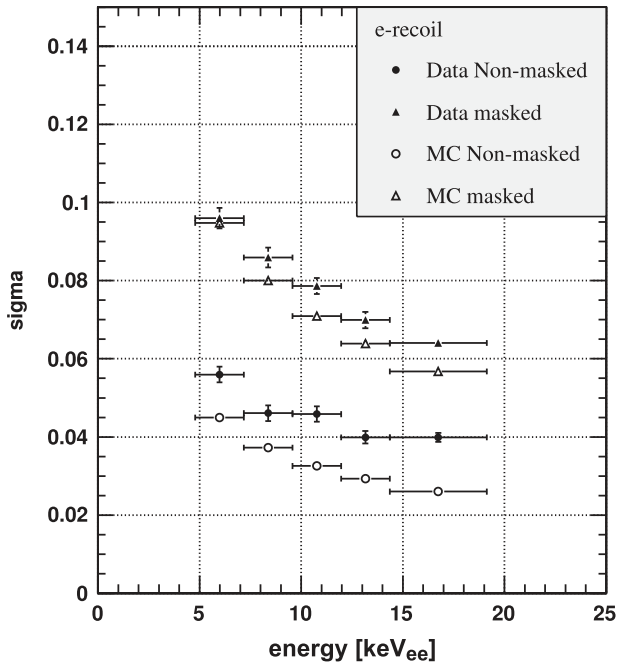 0.14
0.12
0.1
0.08
0.06
0.04
0.02
0
sigma
e-recoil
Data Non-masked
Data masked
MC Non-masked
MC masked
0 5 10 15 20 25
energy [keVee]